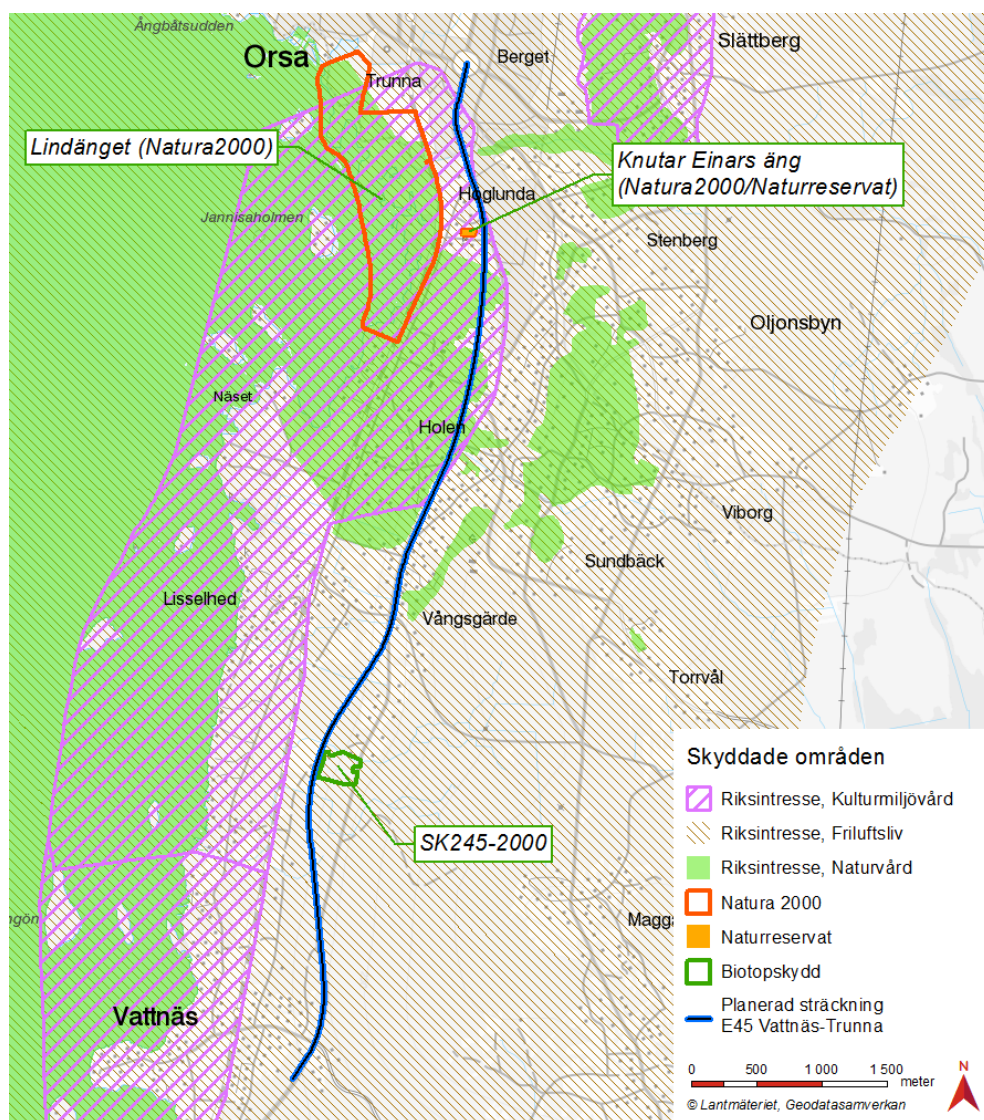 Ångbåtsudden
Orsa
Berget
Slättberg
Trunna
Lindänget (Natura2000)
Knutar Einars äng
(Natura2000/Naturreservat)
Höglunda
Jannisaholmen
Stenberg
Oljonsbyn
Näset
Holen
Viborg
Sundbäck
Lisselhed
Vångsgärde
Torrvål
SK245-2000
Vattnäs
Skyddade områden
Riksintresse, Kulturmiljövård
Riksintresse, Friluftsliv
Riksintresse, Naturvård
Natura 2000
Naturreservat
Biotopskydd
Planerad sträckning
E45 Vattnäs-Trunna
N
0 500 1 000 1 500
meter
© Lantmäteriet, Geodatasamverkan